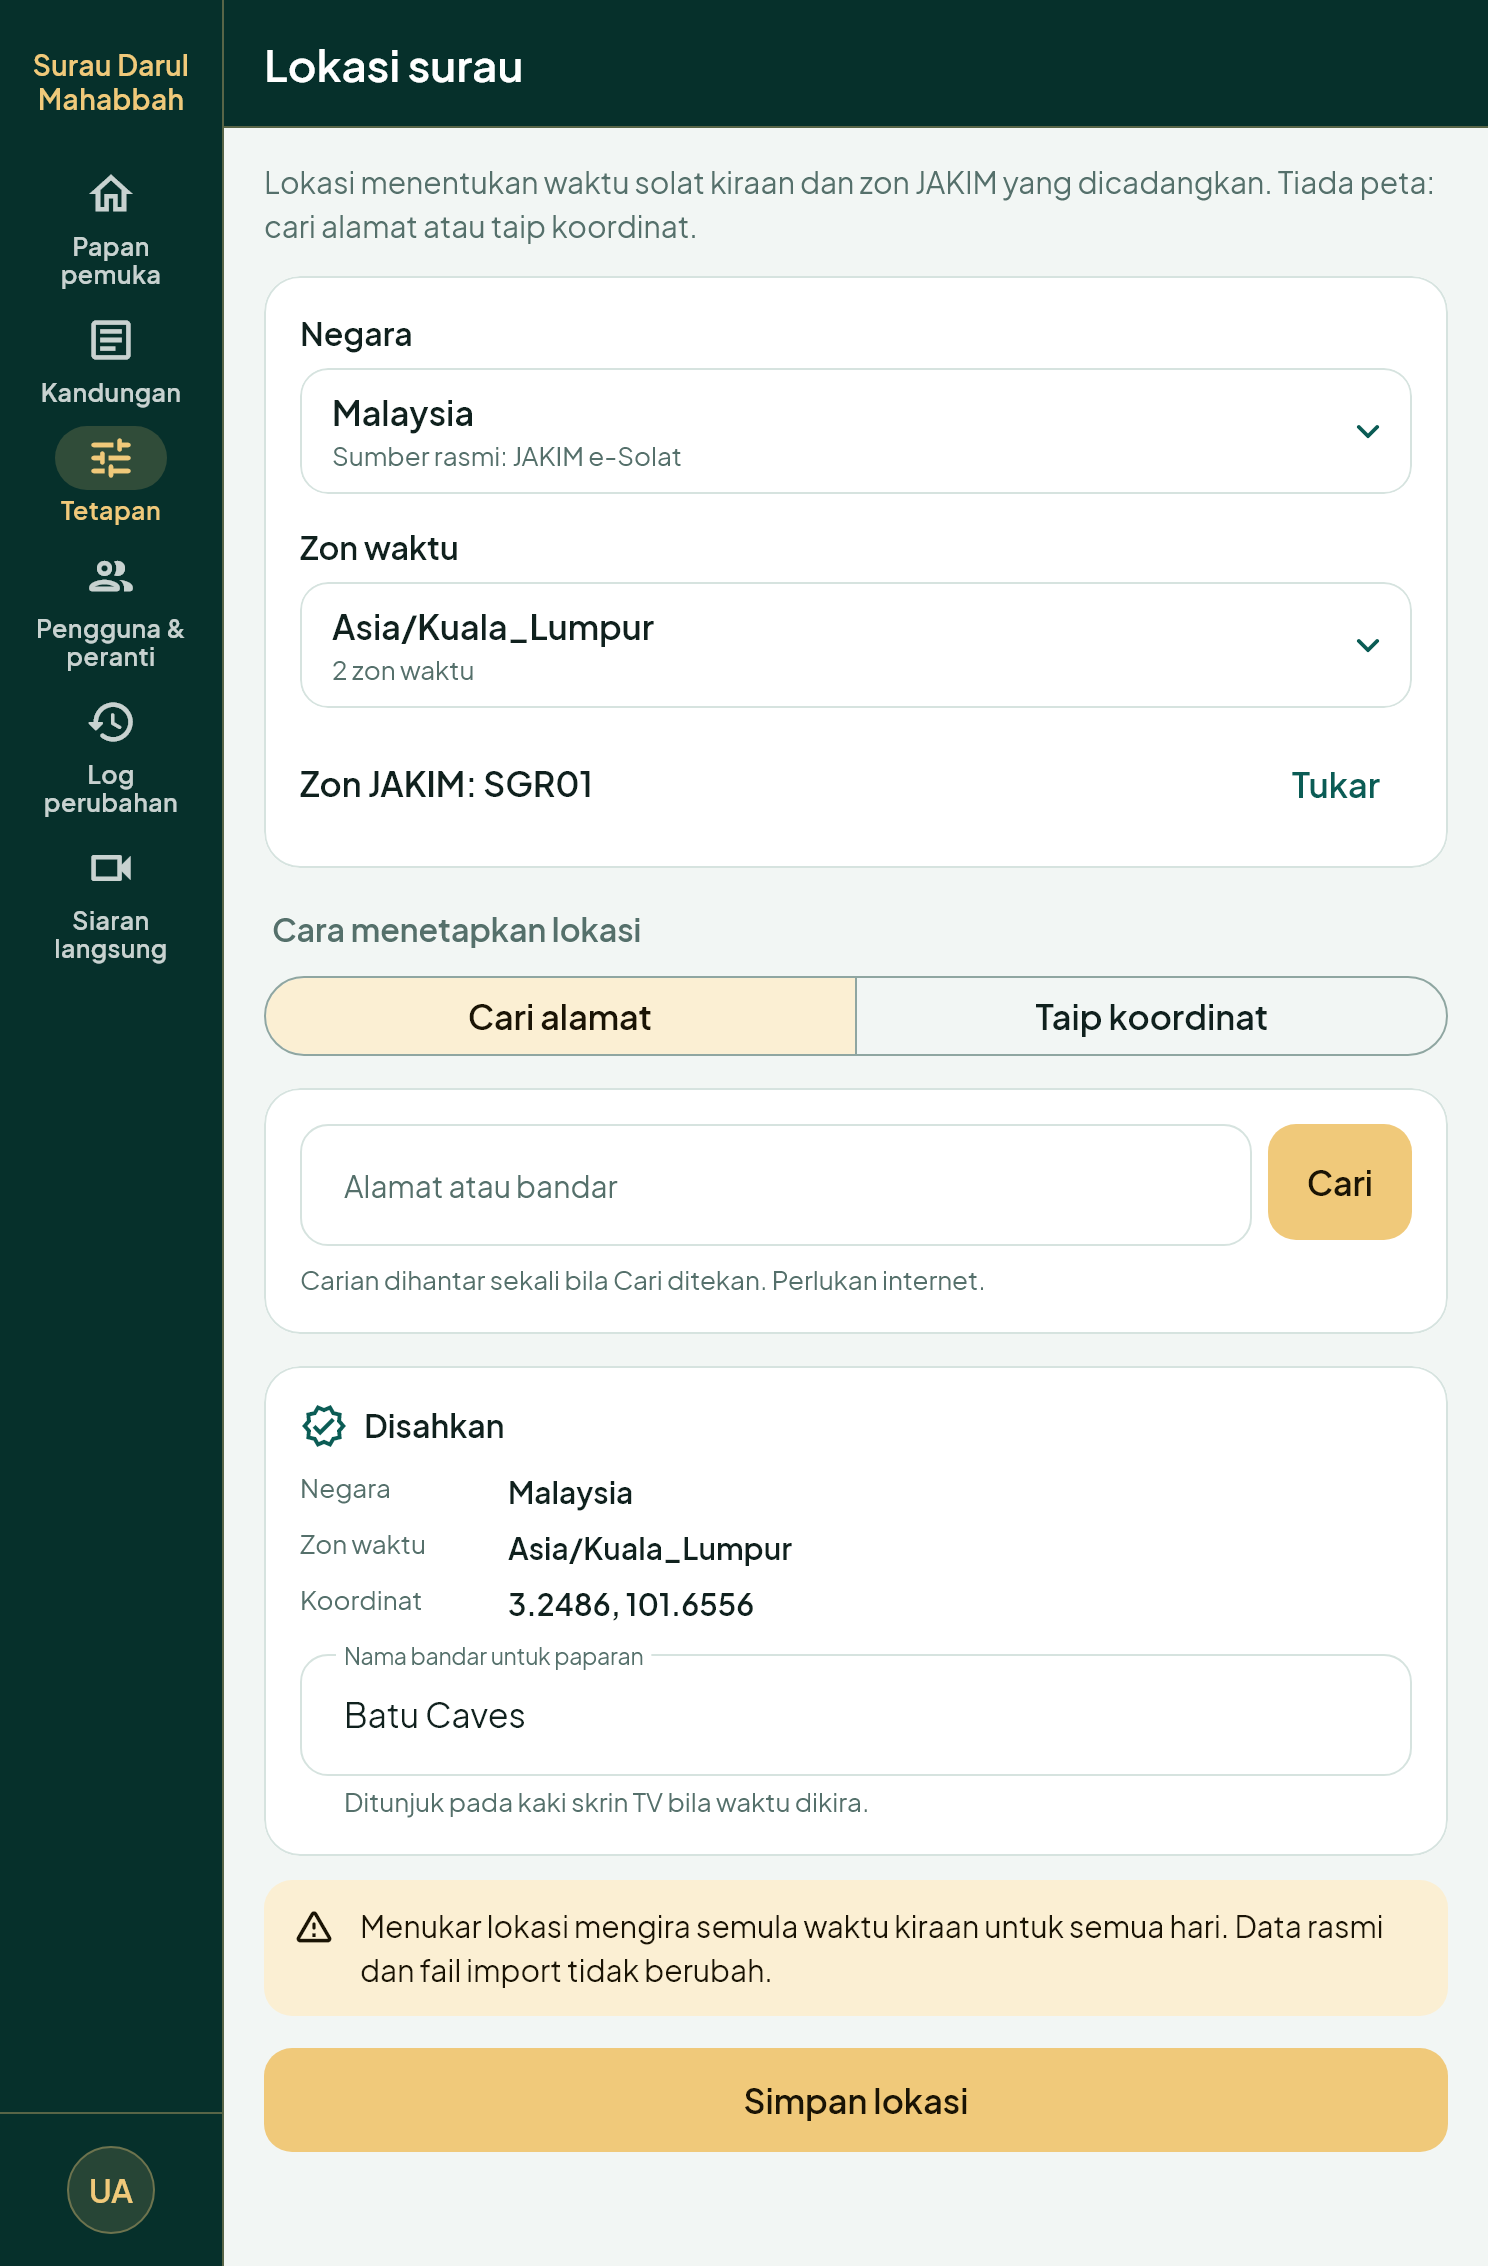 Surau Darul
Mahabbah
Papan
pemuka
Kandungan
Tetapan
Pengguna &
peranti
Log
perubahan
Siaran
langsung
UA
Lokasi surau
Lokasi menentukan waktu solat kiraan dan zon JAKIM yang dicadangkan. Tiada peta:
cari alamat atau taip koordinat.
Negara
Malaysia
Sumber rasmi: JAKIM e-Solat
Zon waktu
Asia/Kuala_Lumpur
2 zon waktu
Zon JAKIM: SGR01
Tukar
Cara menetapkan lokasi
Cari alamat
Taip koordinat
Alamat atau bandar
Cari
Carian dihantar sekali bila Cari ditekan. Perlukan internet.
Disahkan
Negara Malaysia
Zon waktu Asia/Kuala_Lumpur
Koordinat 3.2486, 101.6556
Nama bandar untuk paparan
Batu Caves
Ditunjuk pada kaki skrin TV bila waktu dikira.
Menukar lokasi mengira semula waktu kiraan untuk semua hari. Data rasmi
dan fail import tidak berubah.
Simpan lokasi